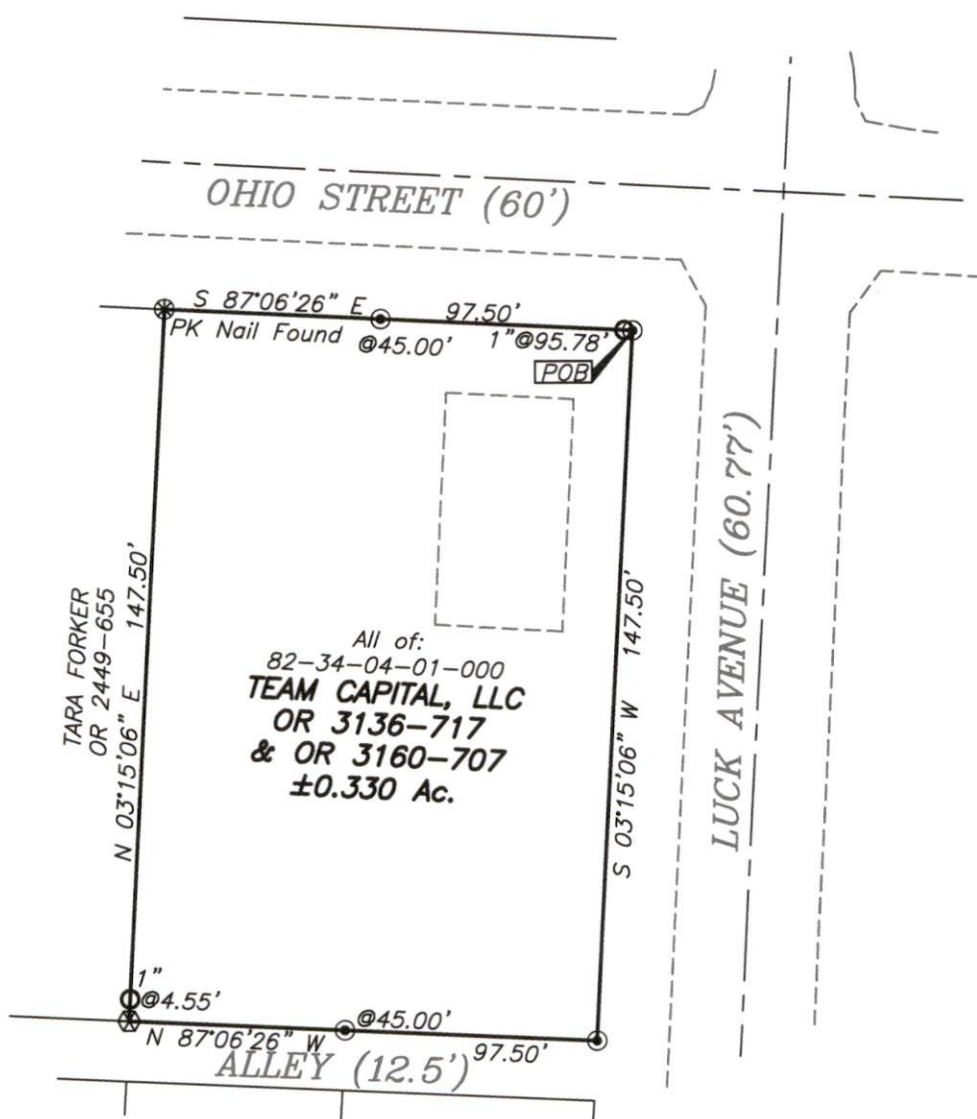 OHIO STREET (60')
S 87°06'26" E 97.50'
PK Nail Found @45.00' 1"@95.78'
POB
LUCK AVENUE (60.77')
TARA FORKER
OR 2449-655
N 03°15'06" E 147.50'
All of:
82-34-04-01-000
TEAM CAPITAL, LLC
OR 3136-717
& OR 3160-707
±0.330 Ac.
S 03°15'06" W 147.50'
1"
@4.55'
@45.00'
N 87°06'26" W 97.50'
ALLEY (12.5')